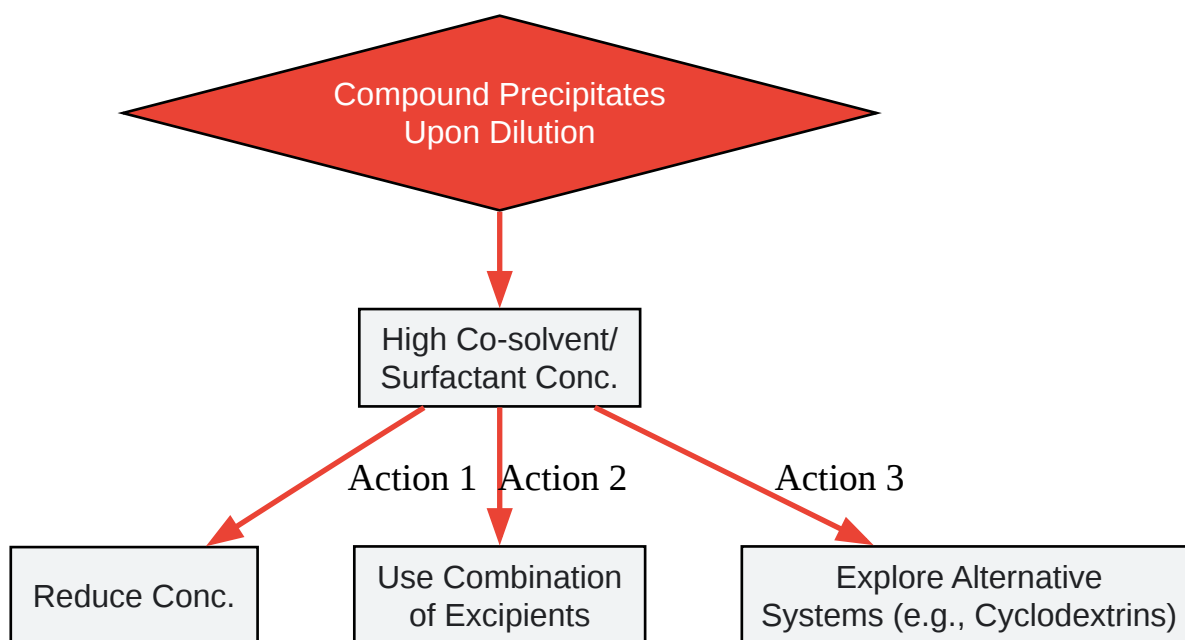 Compound Precipitates
Upon Dilution
High Co-solvent/
Surfactant Conc.
Action 1
Action 2
Action 3
Reduce Conc.
Use Combination
of Excipients
Explore Alternative
Systems (e.g., Cyclodextrins)